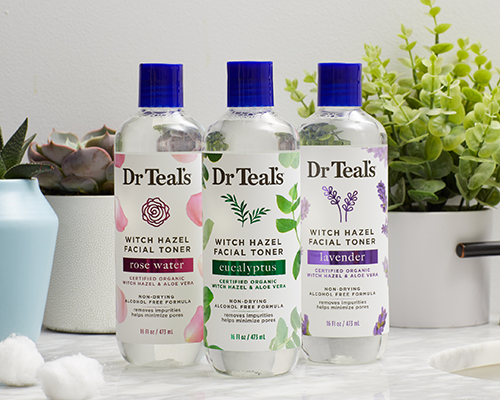 Dr Teal's
WITCH HAZEL
FACIAL TONER
rose water
CERTIFIED ORGANIC
WITCH HAZEL & ALOE VERA
NON-DRYING
ALCOHOL FREE FORMULA
removes impurities
helps minimize pores
16 fl oz / 473 mL
Dr Teal's
WITCH HAZEL
FACIAL TONER
eucalyptus
CERTIFIED ORGANIC
WITCH HAZEL & ALOE VERA
NON-DRYING
ALCOHOL FREE FORMULA
removes impurities
helps minimize pores
16 fl oz / 473 mL
Dr Teal's
WITCH HAZEL
FACIAL TONER
lavender
CERTIFIED ORGANIC
WITCH HAZEL & ALOE VERA
NON-DRYING
ALCOHOL FREE FORMULA
removes impurities
helps minimize pores
16 fl oz / 473 mL